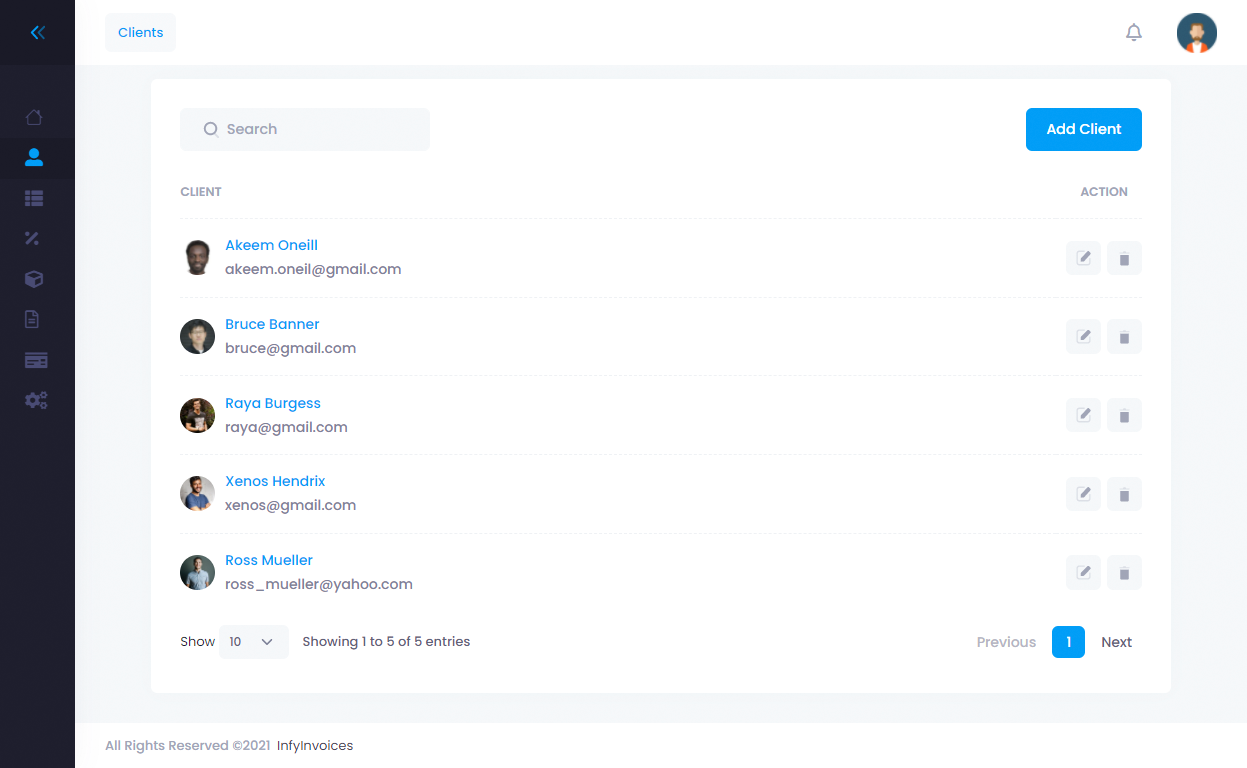 Clients
Search
Add Client
CLIENT ACTION
Akeem Oneill
akeem.oneil@gmail.com
Bruce Banner
bruce@gmail.com
Raya Burgess
raya@gmail.com
Xenos Hendrix
xenos@gmail.com
Ross Mueller
ross_mueller@yahoo.com
Show 10 Showing 1 to 5 of 5 entries Previous 1 Next
All Rights Reserved ©2021 InfyInvoices